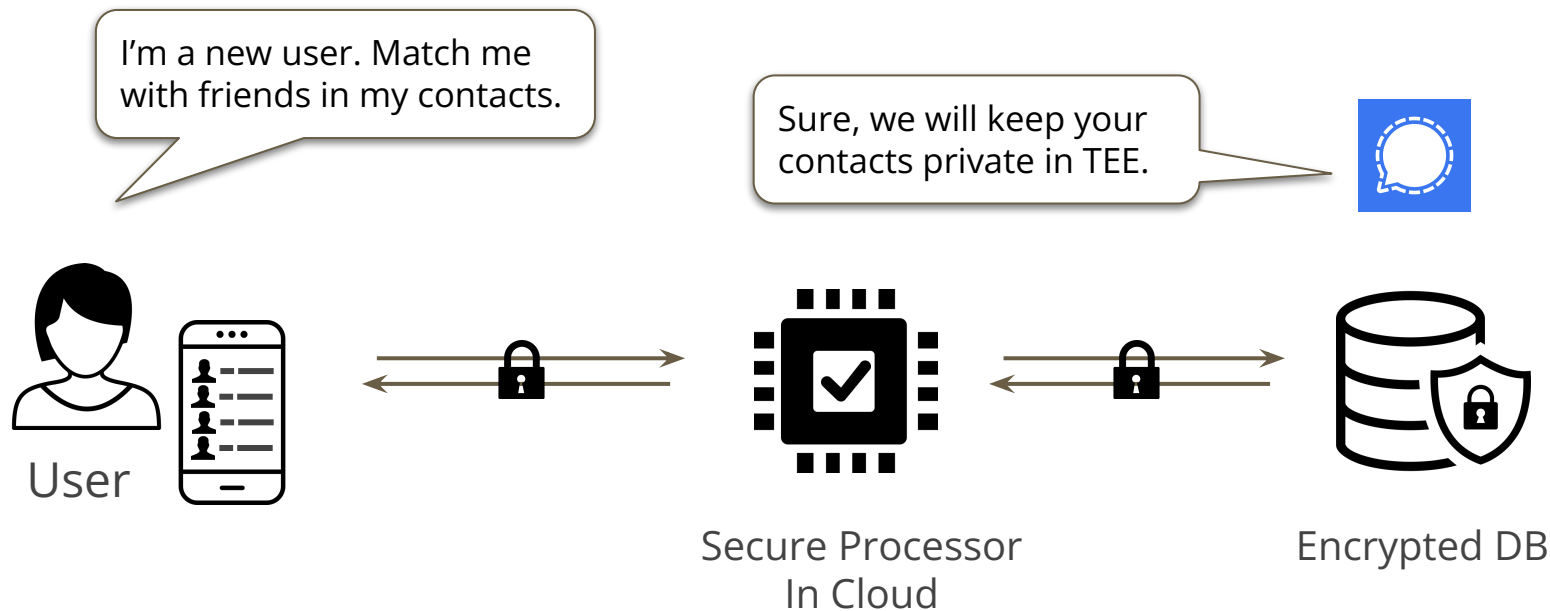 I’m a new user. Match me
with friends in my contacts.
Sure, we will keep your
contacts private in TEE.
User
Secure Processor
In Cloud
Encrypted DB